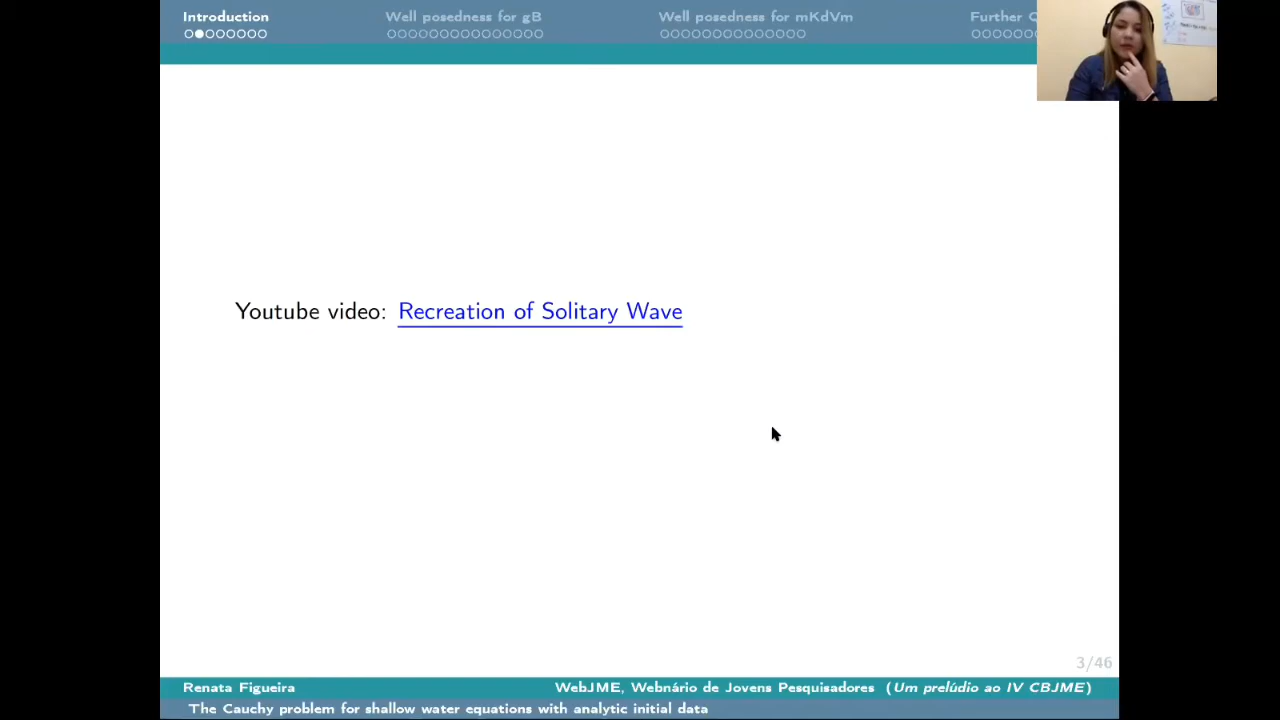 Introduction
Well posedness for gB
Well posedness for mKdVm
Further
Youtube video: Recreation of Solitary Wave
3/46
Renata Figueira
WebJME, Webnário de Jovens Pesquisadores (Um prelúdio ao IV CBJME)
The Cauchy problem for shallow water equations with analytic initial data